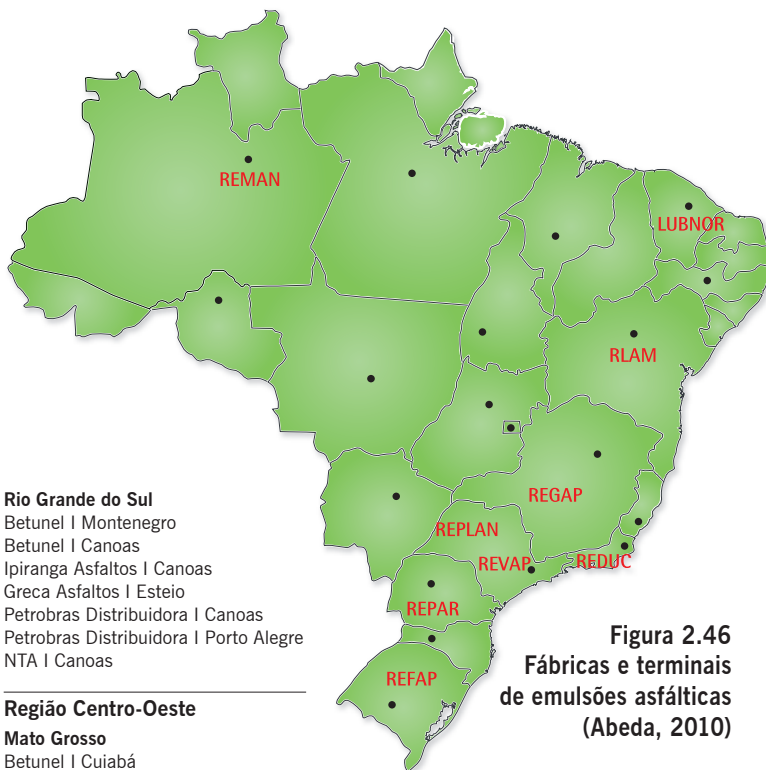 REMAN
LUBNOR
RLAM
REGAP
REPLAN
REVAP
REDUC
REPAR
REFAP
Rio Grande do Sul
Betunel I Montenegro
Betunel I Canoas
Ipiranga Asfaltos I Canoas
Greca Asfaltos I Esteio
Petrobras Distribuidora I Canoas
Petrobras Distribuidora I Porto Alegre
NTA I Canoas
Região Centro-Oeste
Mato Grosso
Betunel I Cuiabá
Figura 2.46
Fábricas e terminais
de emulsões asfálticas
(Abeda, 2010)